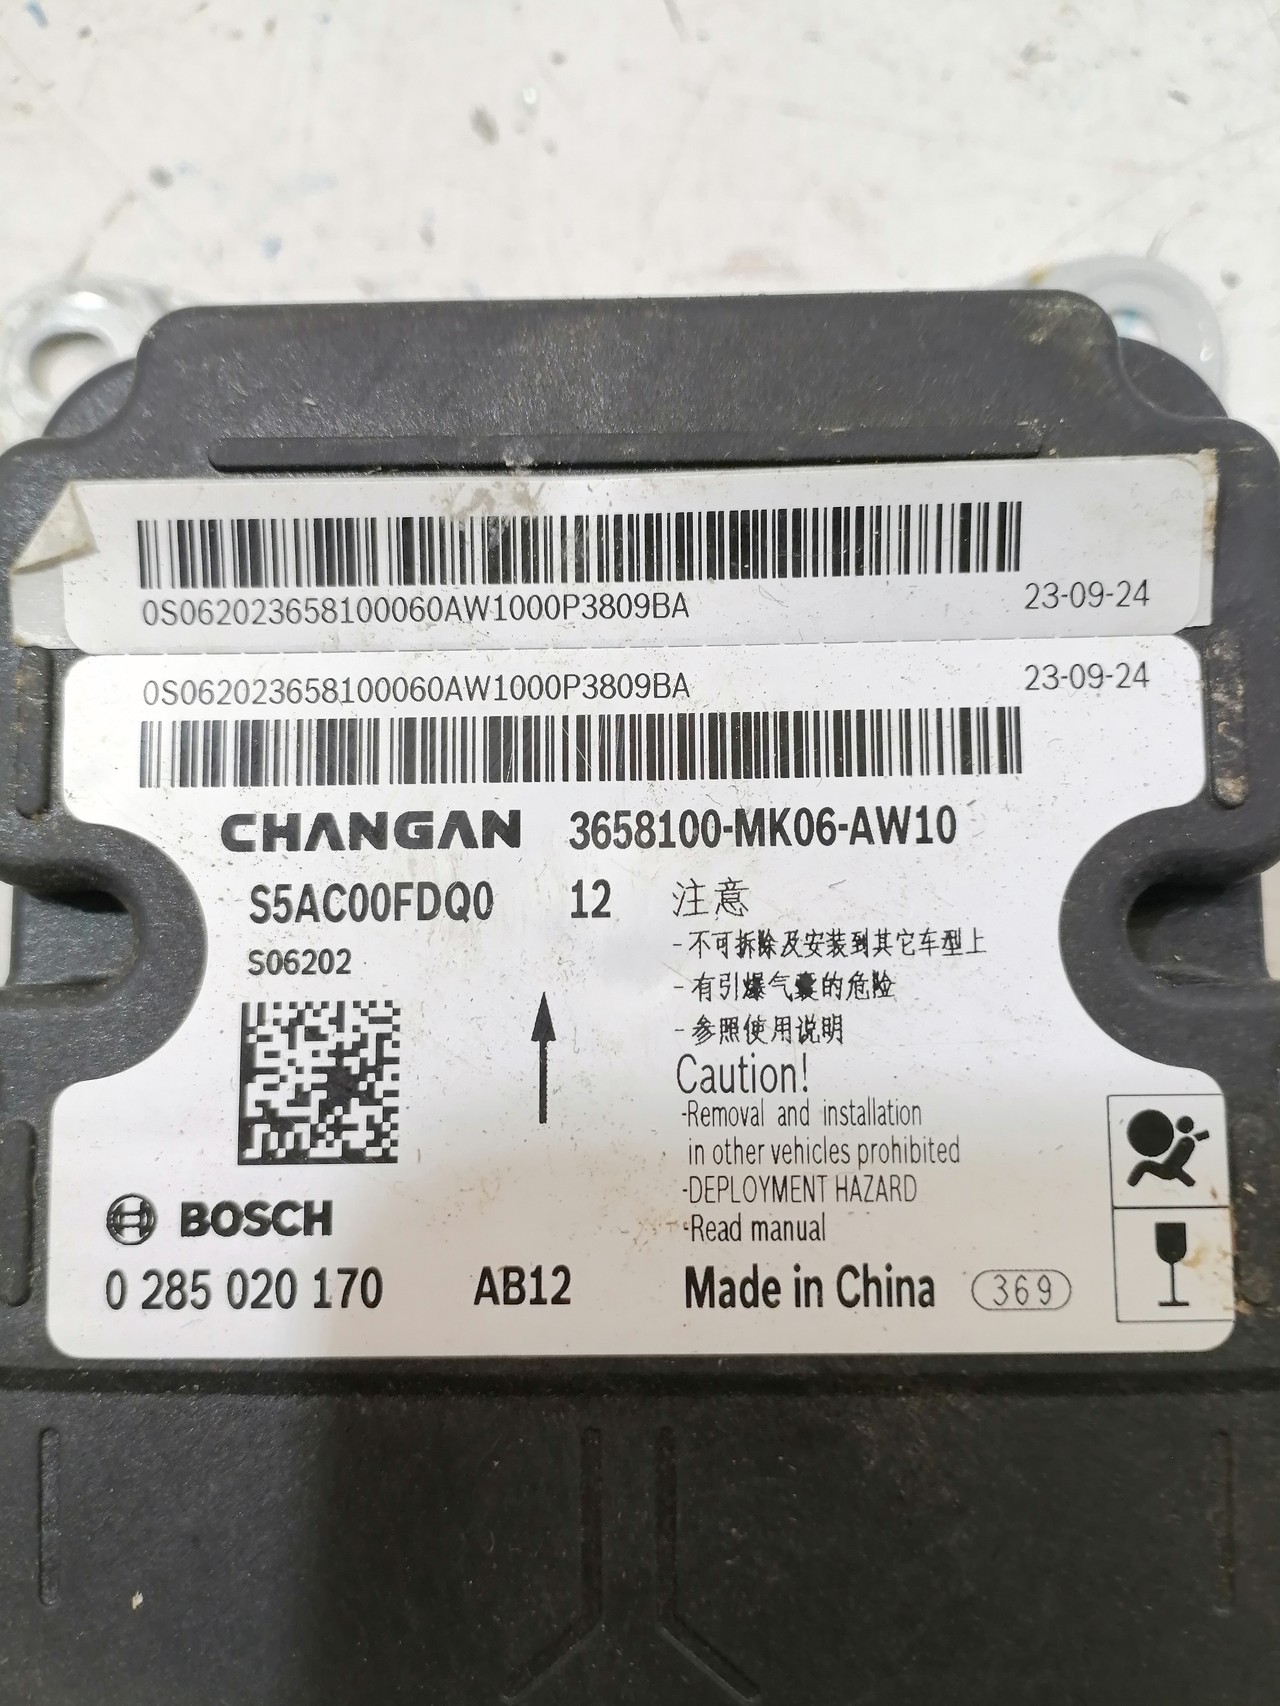 0S062023658100060AW1000P3809BA 23-09-24
0S062023658100060AW1000P3809BA 23-09-24
CHANGAN 3658100-MK06-AW10
S5AC00FDQ0 12 注意
S06202
-不可拆除及安装到其它车型上
-有引爆气囊的危险
-参照使用说明
Caution!
-Removal and installation
in other vehicles prohibited
-DEPLOYMENT HAZARD
-Read manual
BOSCH
0 285 020 170 AB12 Made in China 369